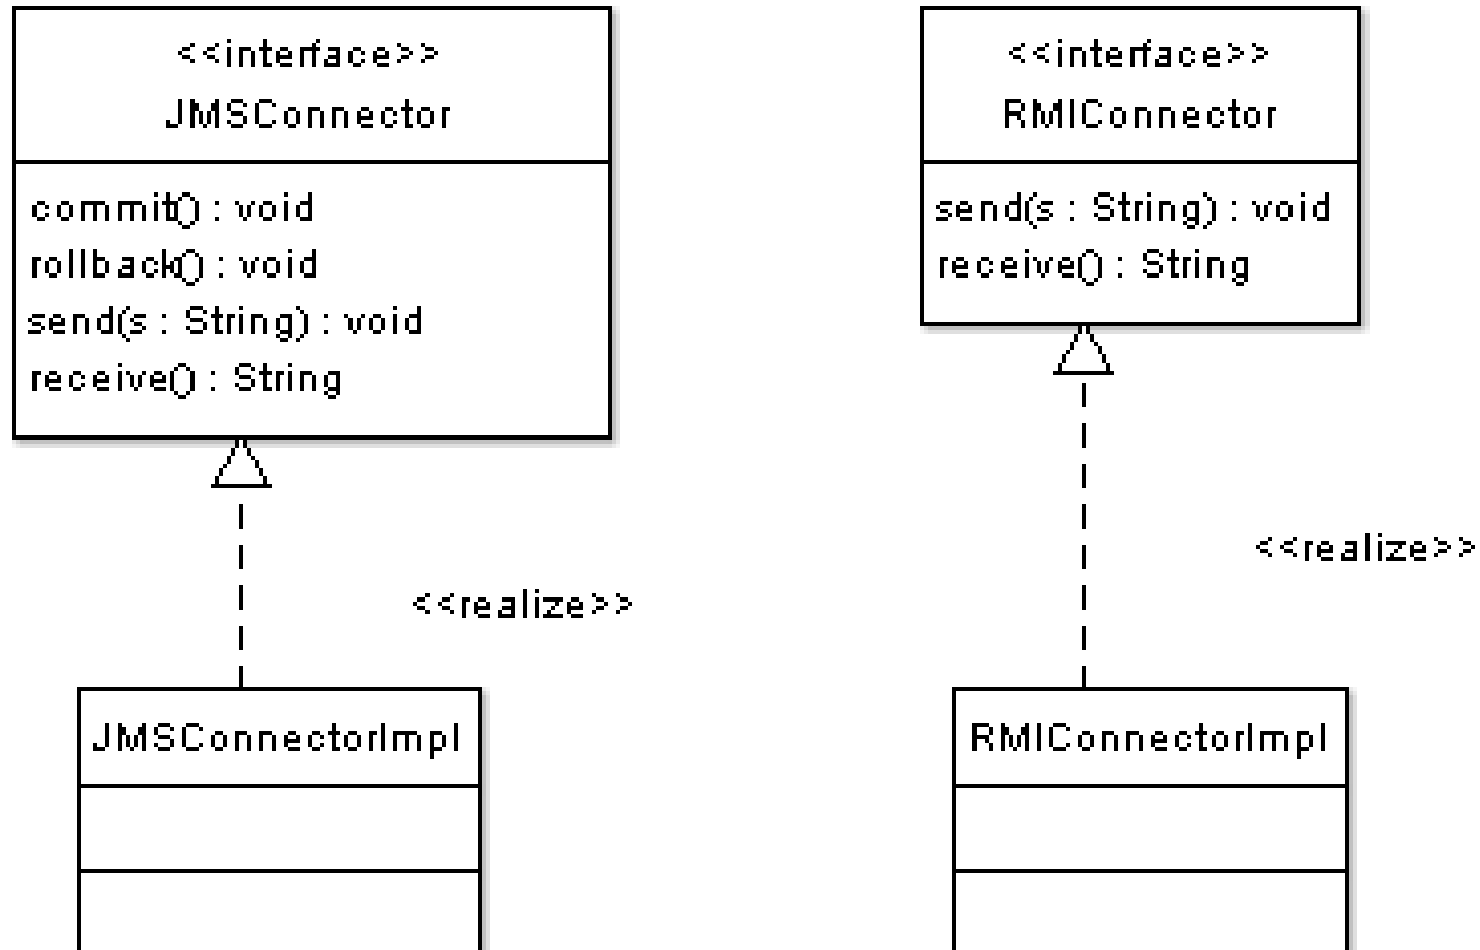 <<interface>>
JMSConnector
commit() : void
rollback() : void
send(s : String) : void
receive() : String
<<realize>>
JMSConnectorImpl
<<interface>>
RMIConnector
send(s : String) : void
receive() : String
<<realize>>
RMIConnectorImpl